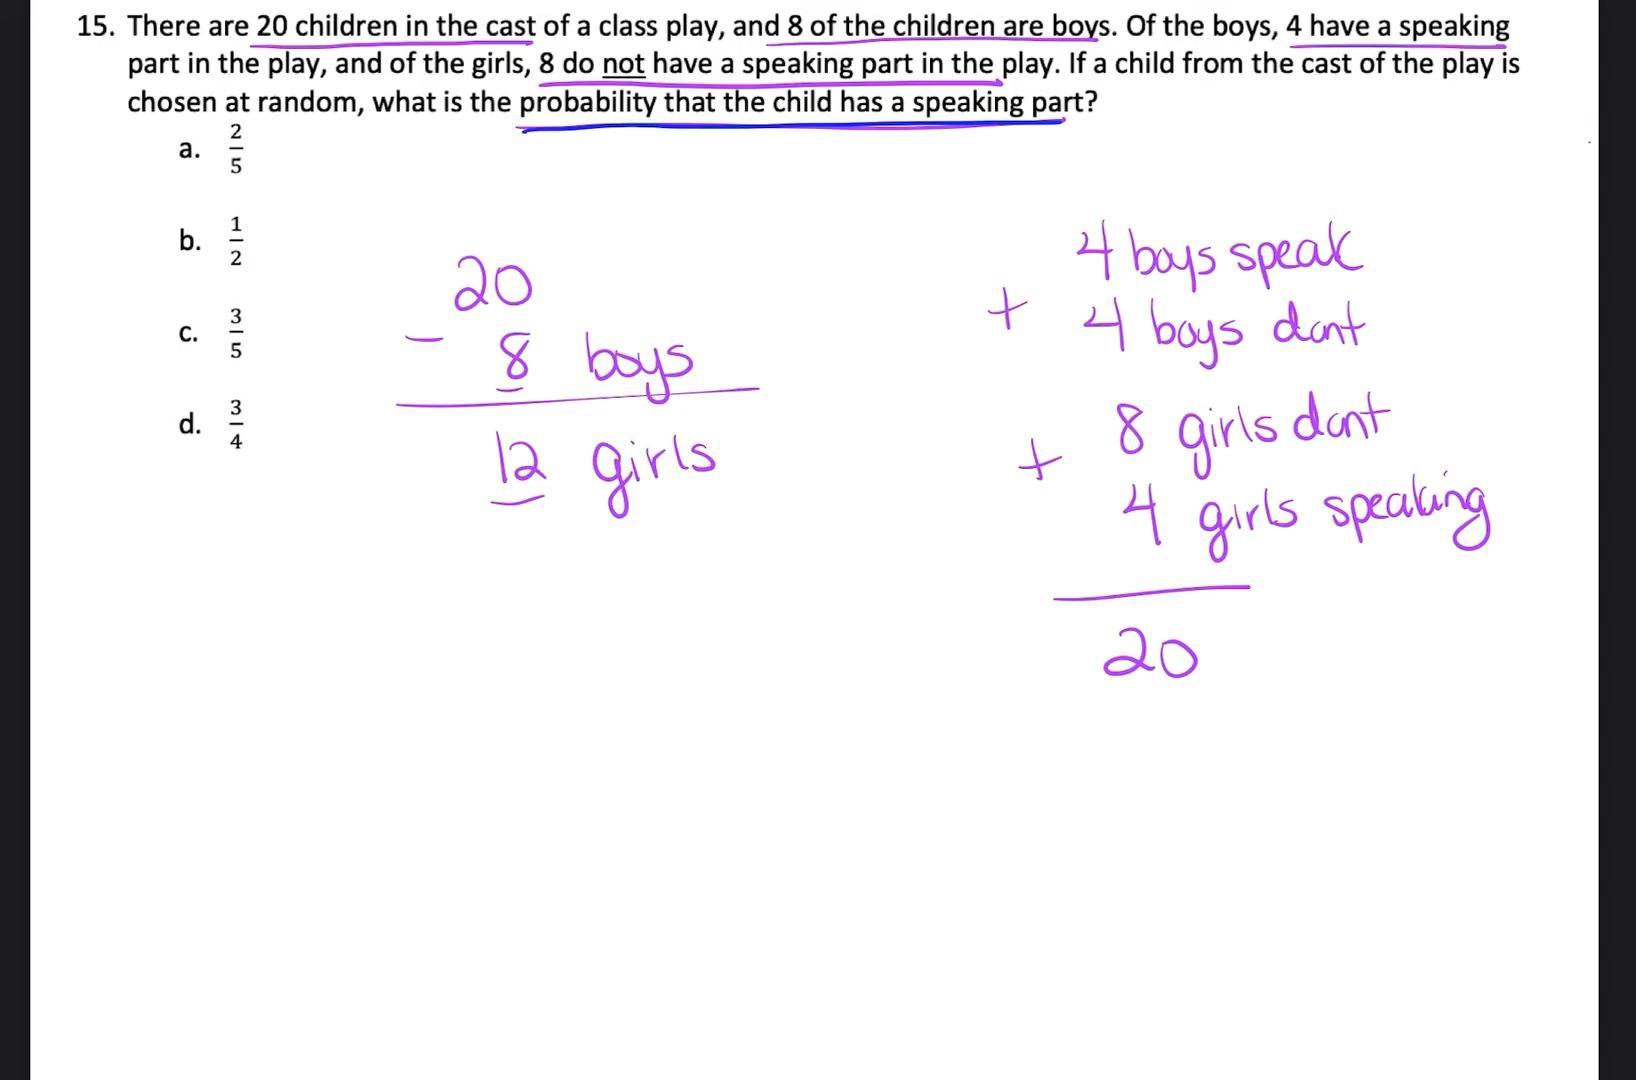 15. There are 20 children in the cast of a class play, and 8 of the children are boys. Of the boys, 4 have a speaking
part in the play, and of the girls, 8 do not have a speaking part in the play. If a child from the cast of the play is
chosen at random, what is the probability that the child has a speaking part?
a. 2/5
b. 1/2
c. 3/5
d. 3/4
20
- 8 boys
12 girls
4 boys speak
+ 4 boys dont
8 girls dont
+ 4 girls speaking
20